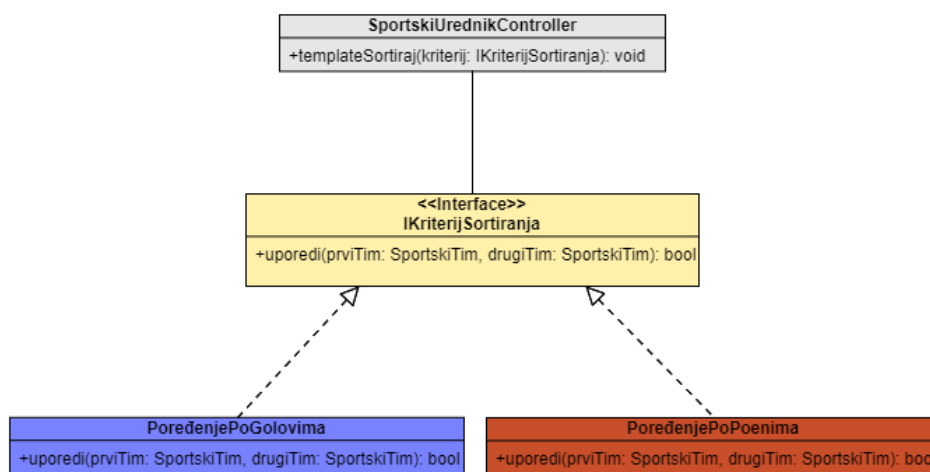 SportskiUrednikController
+templateSortiraj(kriterij: IKriterijSortiranja): void
<<Interface>>
IKriterijSortiranja
+uporedi(prviTim: SportskiTim, drugiTim: SportskiTim): bool
PoređenjePoGolovima
+uporedi(prviTim: SportskiTim, drugiTim: SportskiTim): bool
PoređenjePoPoenima
+uporedi(prviTim: SportskiTim, drugiTim: SportskiTim): boo